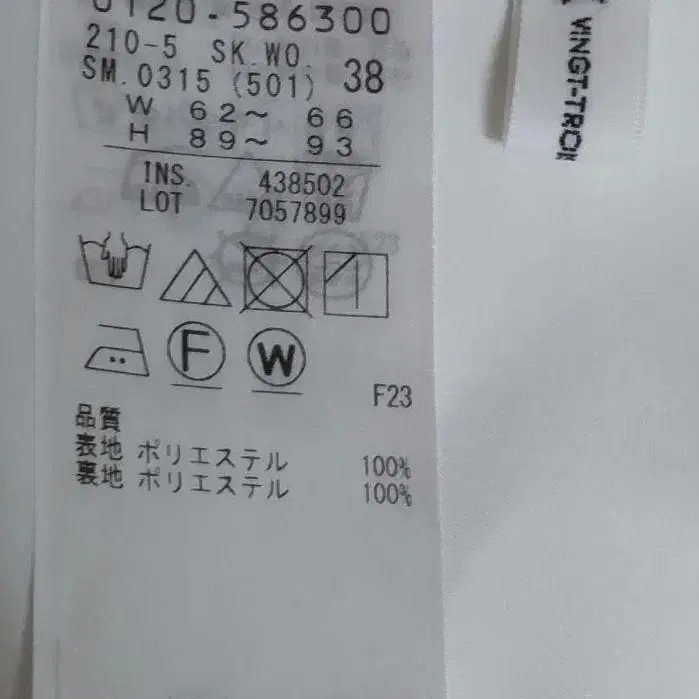 0120-586300
210-5 SK.WO.
SM.0315 (501) 38
W 62〜 66
H 89〜 93
INS. 438502
LOT 7057899
F
W
F23
品質
表地 ポリエステル 100%
裏地 ポリエステル 100%
VINGT-TROI